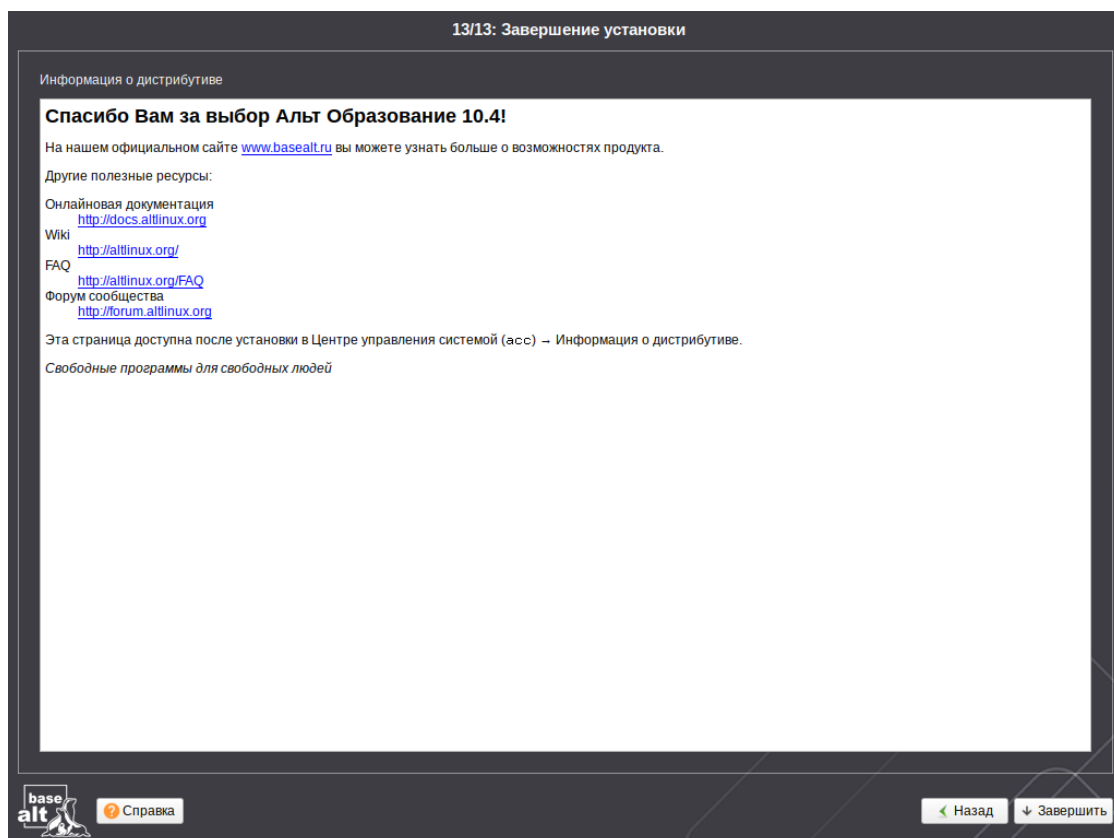 13/13: Завершение установки
Информация о дистрибутиве
Спасибо Вам за выбор Альт Образование 10.4!
На нашем официальном сайте www.basealt.ru вы можете узнать больше о возможностях продукта.
Другие полезные ресурсы:
Онлайновая документация
http://docs.altlinux.org
Wiki
http://altlinux.org/
FAQ
http://altlinux.org/FAQ
Форум сообщества
http://forum.altlinux.org
Эта страница доступна после установки в Центре управления системой (acc) → Информация о дистрибутиве.
Свободные программы для свободных людей
base
alt
Справка
Назад
Завершить